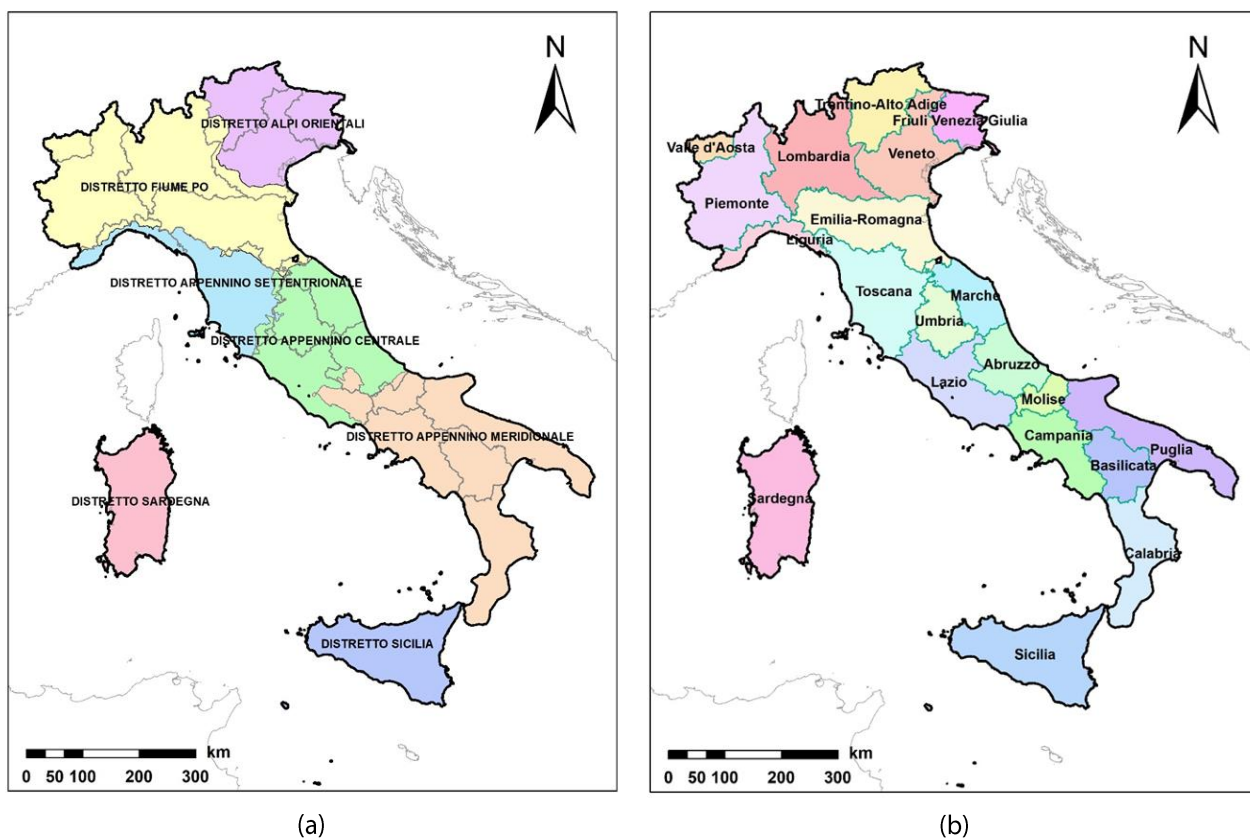 N
DISTRETTO ALPI ORIENTALI
DISTRETTO FIUME PO
DISTRETTO APPENNINO SETTENTRIONALE
DISTRETTO APPENNINO CENTRALE
DISTRETTO APPENNINO MERIDIONALE
DISTRETTO SARDEGNA
DISTRETTO SICILIA
km
0 50 100 200 300
(a)
N
Trentino-Alto Adige
Friuli Venezia Giulia
Valle d'Aosta
Lombardia
Veneto
Piemonte
Emilia-Romagna
Liguria
Toscana
Marche
Umbria
Abruzzo
Lazio
Molise
Campania
Puglia
Basilicata
Sardegna
Calabria
Sicilia
km
0 50 100 200 300
(b)